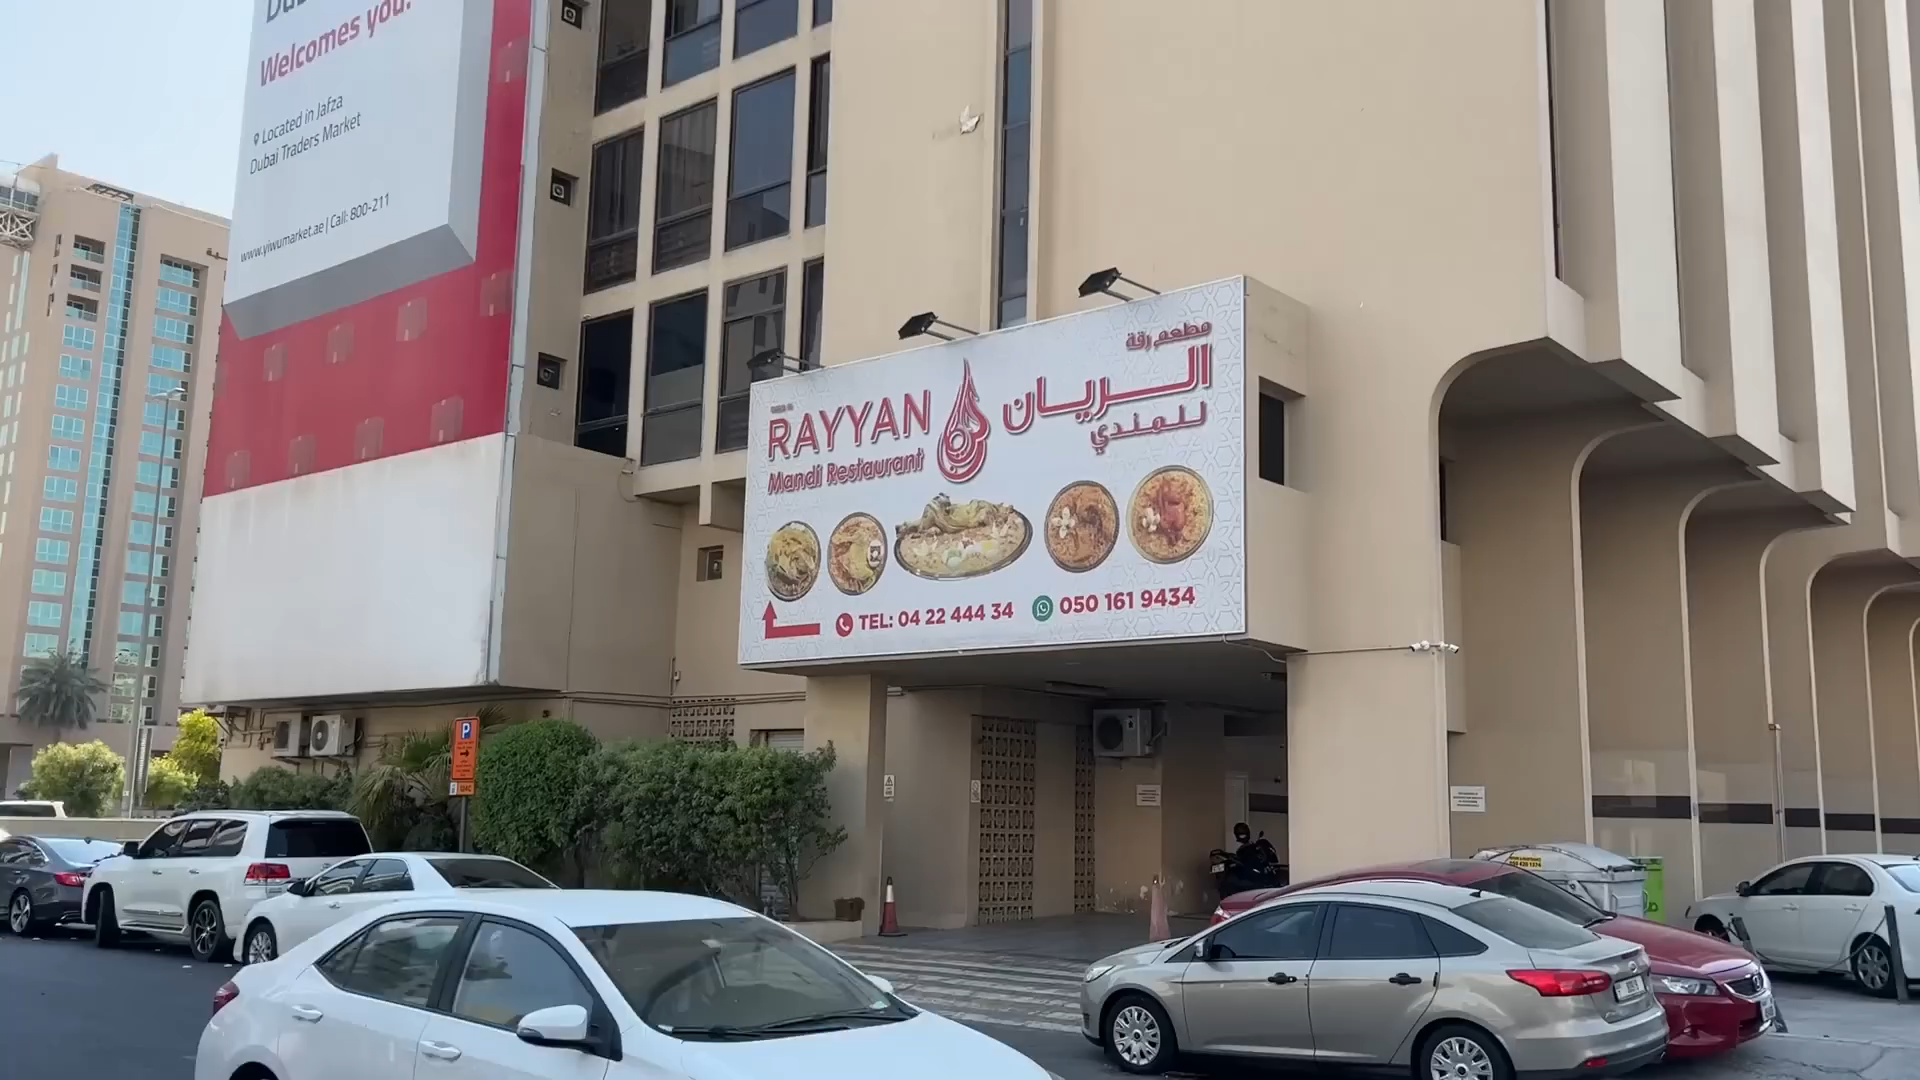 Welcomes you.
Located in Jafza
Dubai Traders Market
www.yiwumarket.ae | Call: 800-211
مطعم رقة
الريان
للمندي
RAYYAN
Mandi Restaurant
TEL: 04 22 444 34
050 161 9434
P